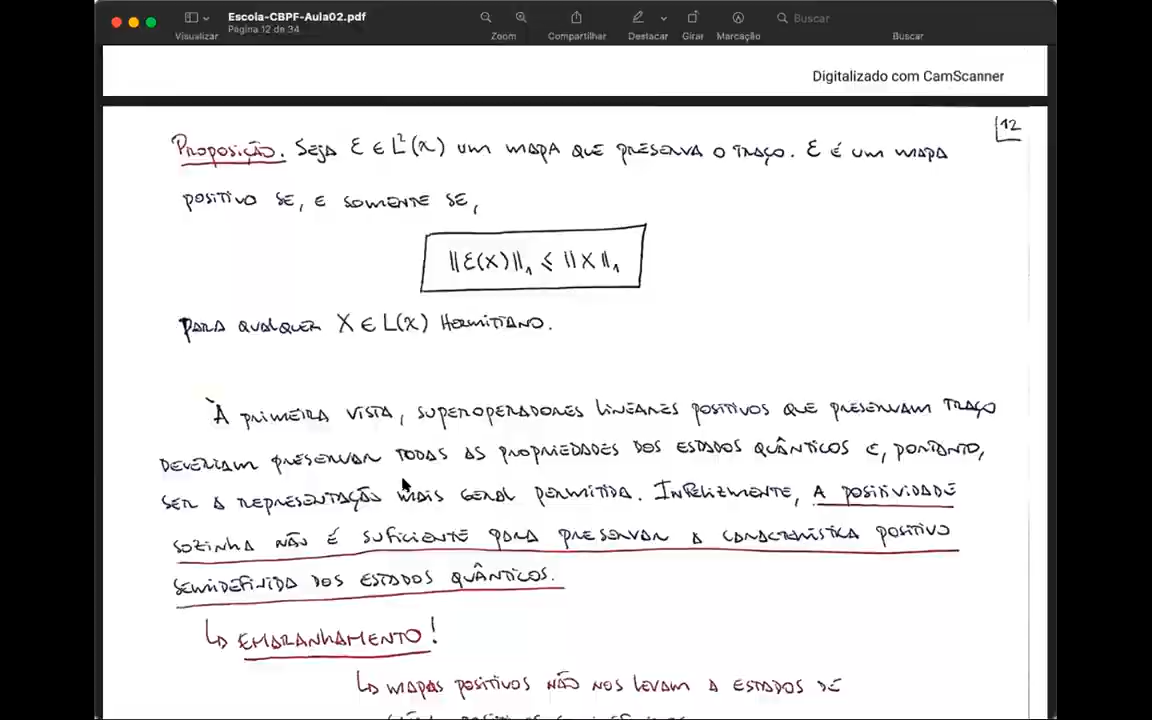 Escola-CBPF-Aula02.pdf
Página 12 de 34
Visualizar
Zoom
Compartilhar
Destacar
Girar
Marcação
Buscar
Buscar
Digitalizado com CamScanner
12
Proposição. Seja ℰ ∈ L²(𝒳) um mapa que preserva o traço. ℰ é um mapa
positivo se, e somente se,
||ℰ(X)||₁ ≤ ||X||₁
para qualquer X ∈ L(𝒳) Hermitiano.
À primeira vista, superoperadores lineares positivos que preservam traço
deveriam preservar todas as propriedades dos estados quânticos e, portanto,
ser a representação mais geral permitida. Infelizmente, a positividade
sozinha não é suficiente para preservar a característica positivo
semidefinida dos estados quânticos.
↳ Emaranhamento!
↳ mapas positivos não nos levam a estados de